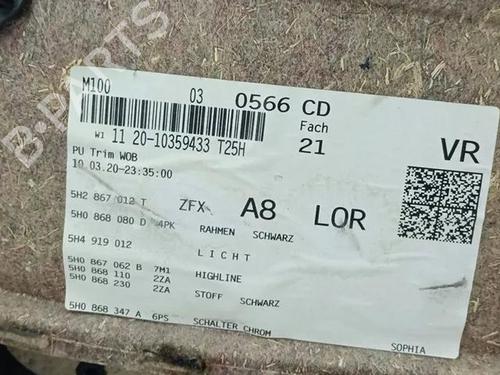 B-PARTS
M100 03 0566 CD
Fach
21
W1 11 20-10359433 T25H
VR
PU Trim WOB
10.03.20-23:35:00
5H2 867 012 T ZFX A8 LOR
5H0 868 080 D 4PK RAHMEN SCHWARZ
5H4 919 012 LICHT
5H0 867 062 B 7M1 HIGHLINE
5H0 868 110 2ZA
5H0 868 230 2ZA STOFF SCHWARZ
5H0 868 347 A 6PS SCHALTER CHROM
SOPHIA